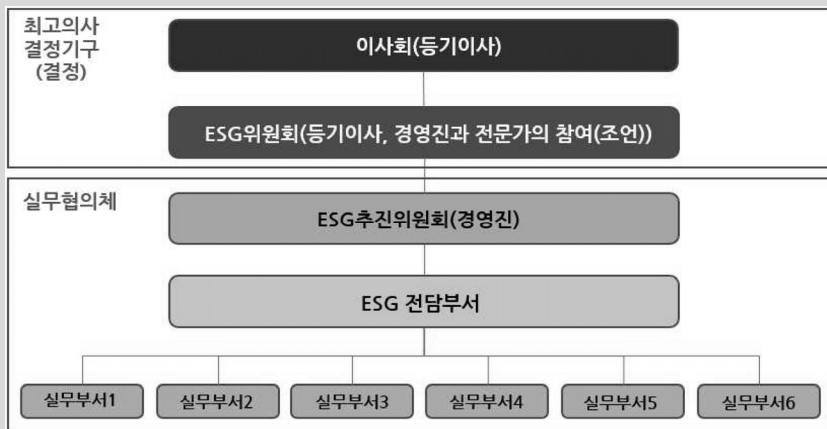 최고의사
결정기구
(결정)
이사회(등기이사)
ESG위원회(등기이사, 경영진과 전문가의 참여(조언))
실무협의체
ESG추진위원회(경영진)
ESG 전담부서
실무부서1
실무부서2
실무부서3
실무부서4
실무부서5
실무부서6